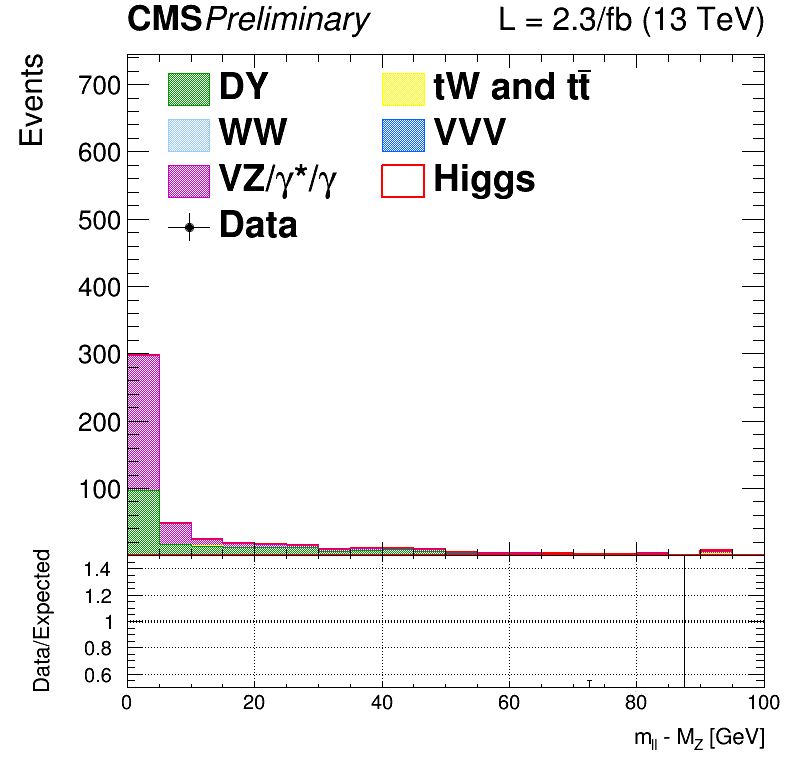 CMS Preliminary L = 2.3/fb (13 TeV)
Events
700
600
500
400
300
200
100
DY tW and tt̄
WW VVV
VZ/γ*/γ Higgs
Data
Data/Expected
1.4
1.2
1
0.8
0.6
0 20 40 60 80 100
m_ll - M_Z [GeV]